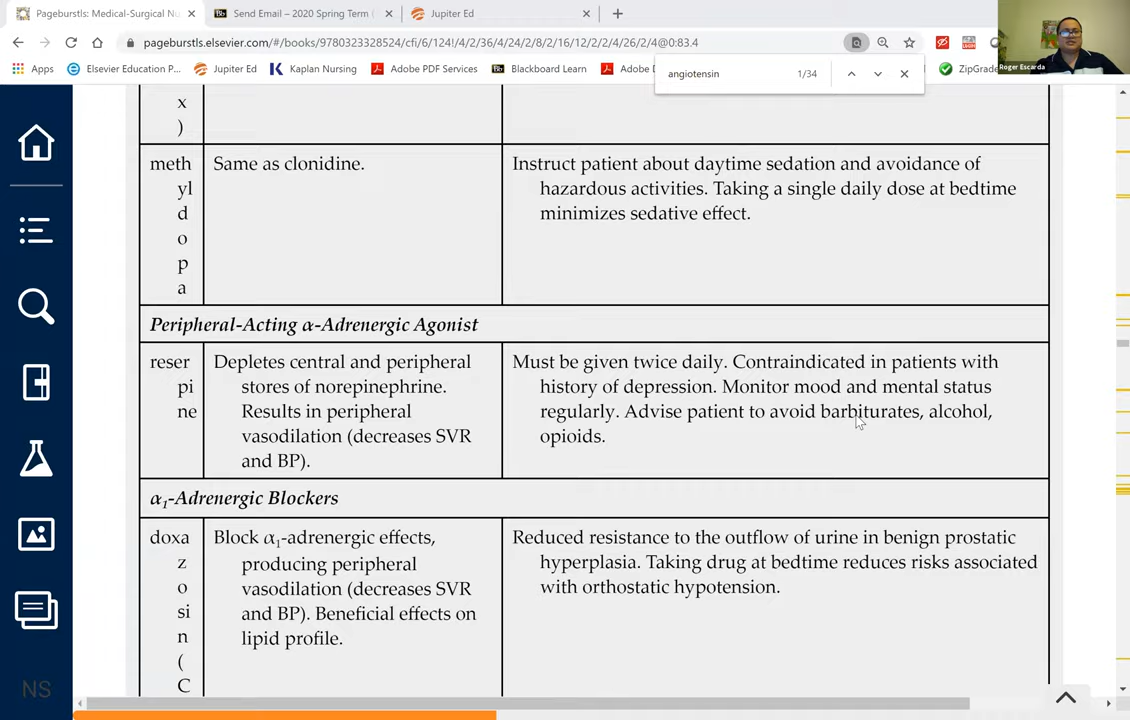 Pageburstls: Medical-Surgical Nu
Send Email – 2020 Spring Term
Jupiter Ed
pageburstls.elsevier.com/#/books/9780323328524/cfi/6/124!/4/2/36/4/24/2/8/2/16/12/2/2/4/26/2/4@0:83.4
Apps
Elsevier Education P...
Jupiter Ed
Kaplan Nursing
Adobe PDF Services
Blackboard Learn
Adobe D
ZipGrade
Roger Escarda
angiotensin
1/34
x
)
meth
yl
d
o
p
a
Same as clonidine.
Instruct patient about daytime sedation and avoidance of
hazardous activities. Taking a single daily dose at bedtime
minimizes sedative effect.
Peripheral-Acting α-Adrenergic Agonist
reser
pi
ne
Depletes central and peripheral
stores of norepinephrine.
Results in peripheral
vasodilation (decreases SVR
and BP).
Must be given twice daily. Contraindicated in patients with
history of depression. Monitor mood and mental status
regularly. Advise patient to avoid barbiturates, alcohol,
opioids.
α1-Adrenergic Blockers
doxa
z
o
si
n
(
C
Block α1-adrenergic effects,
producing peripheral
vasodilation (decreases SVR
and BP). Beneficial effects on
lipid profile.
Reduced resistance to the outflow of urine in benign prostatic
hyperplasia. Taking drug at bedtime reduces risks associated
with orthostatic hypotension.
NS